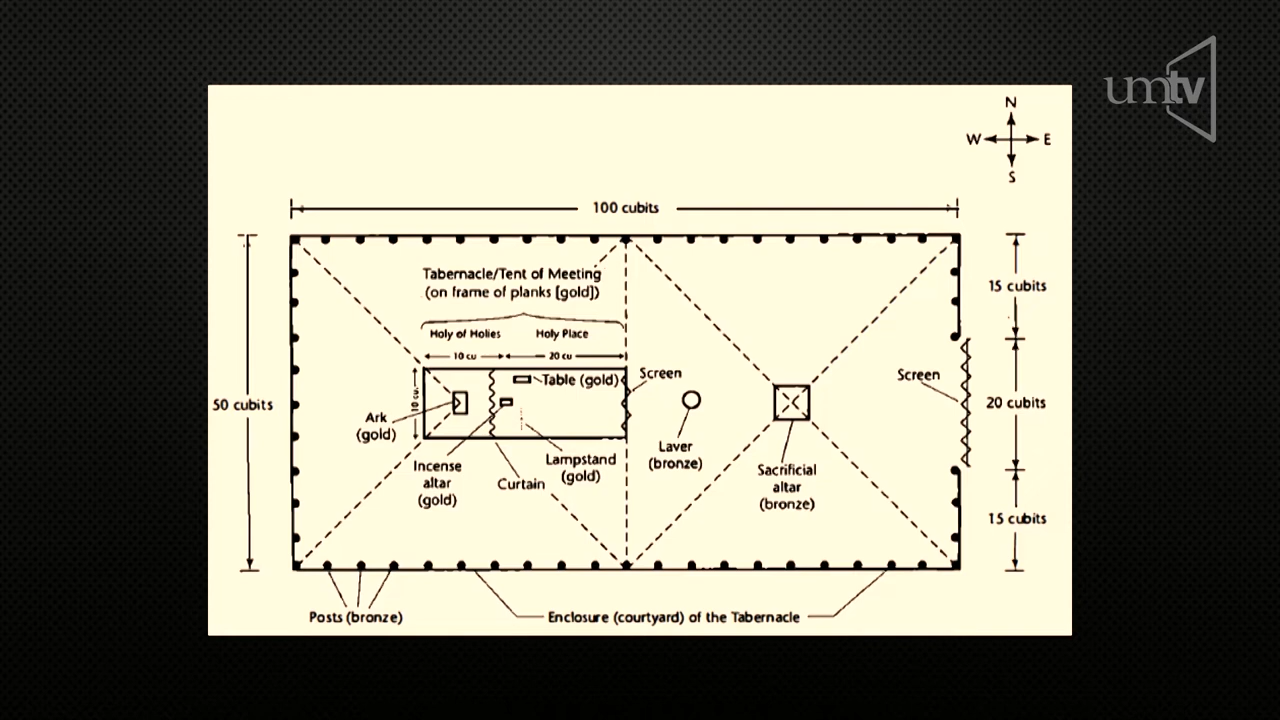 umtv
N
W E
S
100 cubits
Tabernacle/Tent of Meeting
(on frame of planks [gold])
15 cubits
Holy of Holies Holy Place
10 cu 20 cu
Table (gold)
Screen
Screen
10 cu.
50 cubits
20 cubits
Ark
(gold)
Laver
(bronze)
Incense
altar
(gold)
Lampstand
(gold)
Curtain
Sacrificial
altar
(bronze)
15 cubits
Posts (bronze)
Enclosure (courtyard) of the Tabernacle